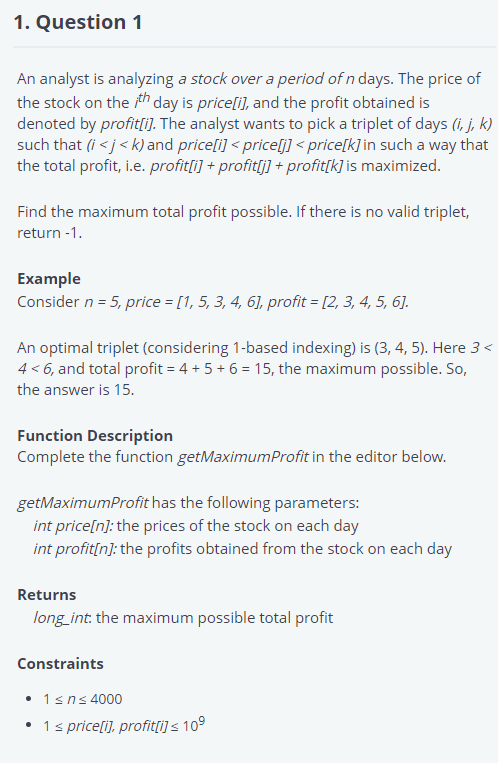 1. Question 1
An analyst is analyzing a stock over a period of n days. The price of
the stock on the ith day is price[i], and the profit obtained is
denoted by profit[i]. The analyst wants to pick a triplet of days (i, j, k)
such that (i < j < k) and price[i] < price[j] < price[k] in such a way that
the total profit, i.e. profit[i] + profit[j] + profit[k] is maximized.
Find the maximum total profit possible. If there is no valid triplet,
return -1.
Example
Consider n = 5, price = [1, 5, 3, 4, 6], profit = [2, 3, 4, 5, 6].
An optimal triplet (considering 1-based indexing) is (3, 4, 5). Here 3 <
4 < 6, and total profit = 4 + 5 + 6 = 15, the maximum possible. So,
the answer is 15.
Function Description
Complete the function getMaximumProfit in the editor below.
getMaximumProfit has the following parameters:
int price[n]: the prices of the stock on each day
int profit[n]: the profits obtained from the stock on each day
Returns
long_int: the maximum possible total profit
Constraints
• 1 ≤ n ≤ 4000
• 1 ≤ price[i], profit[i] ≤ 10⁹